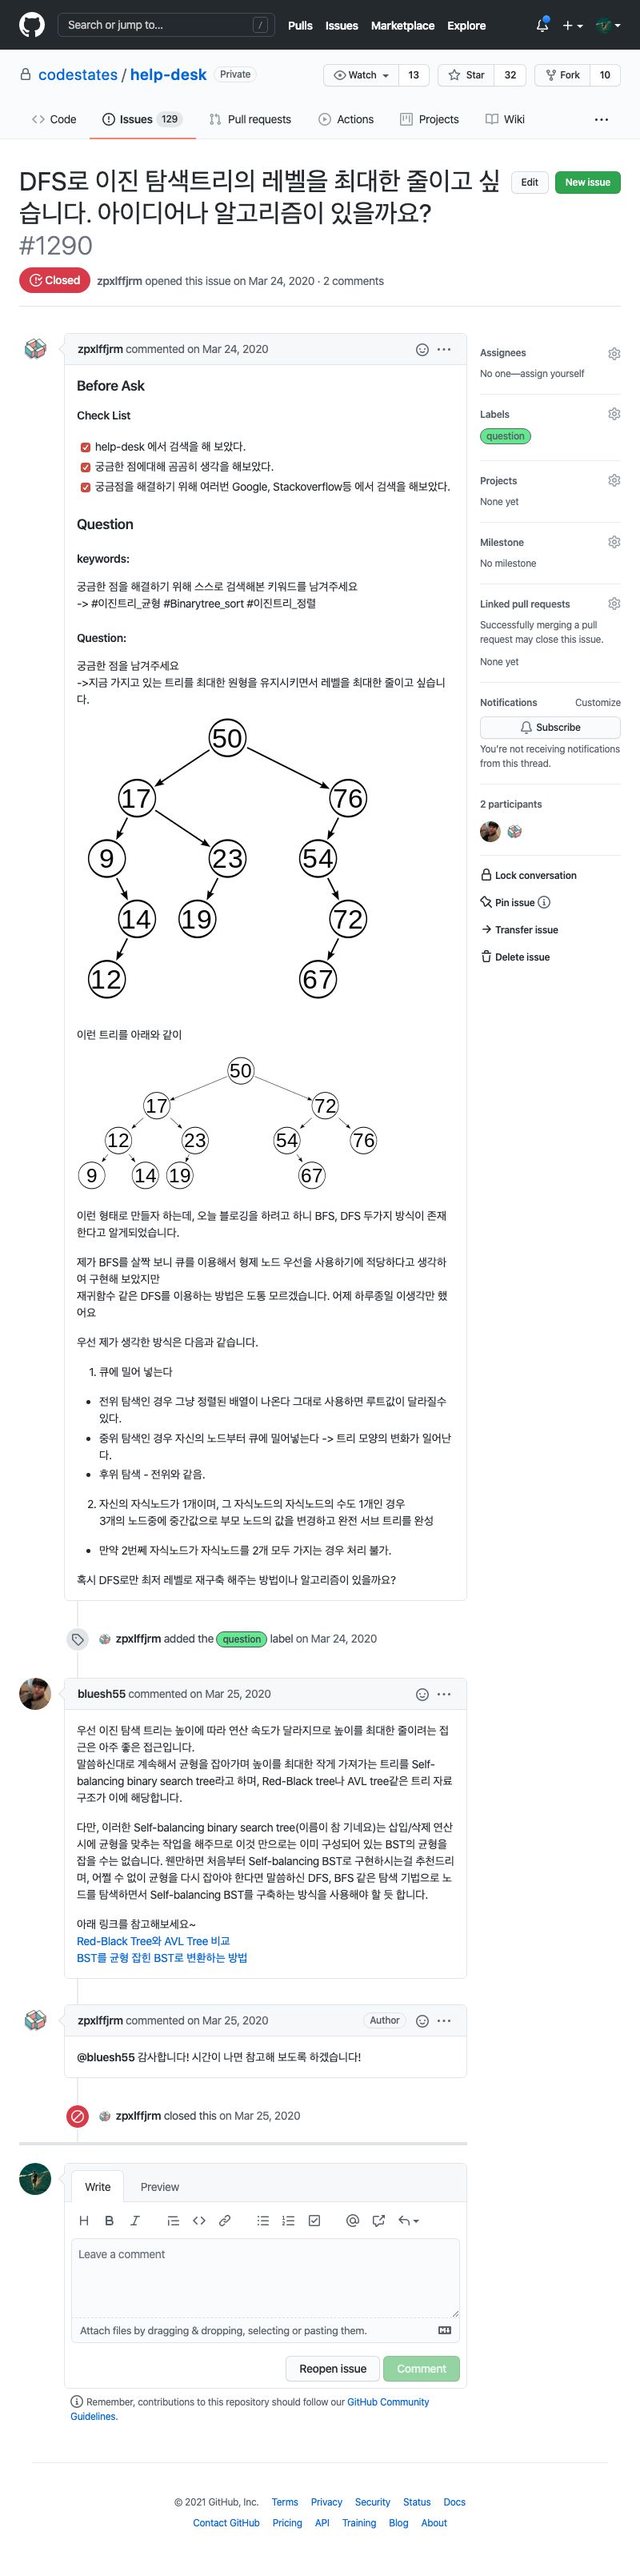 Search or jump to... /
Pulls Issues Marketplace Explore
codestates / help-desk Private
Watch 13 Star 32 Fork 10
Code Issues 129 Pull requests Actions Projects Wiki
DFS로 이진 탐색트리의 레벨을 최대한 줄이고 싶
습니다. 아이디어나 알고리즘이 있을까요?
#1290
Edit New issue
Closed zpxlffjrm opened this issue on Mar 24, 2020 · 2 comments
zpxlffjrm commented on Mar 24, 2020
Before Ask
Check List
help-desk 에서 검색을 해 보았다.
궁금한 점에대해 곰곰히 생각을 해보았다.
궁금점을 해결하기 위해 여러번 Google, Stackoverflow등 에서 검색을 해보았다.
Question
keywords:
궁금한 점을 해결하기 위해 스스로 검색해본 키워드를 남겨주세요
-> #이진트리_균형 #Binarytree_sort #이진트리_정렬
Question:
궁금한 점을 남겨주세요
->지금 가지고 있는 트리를 최대한 원형을 유지시키면서 레벨을 최대한 줄이고 싶습니
다.
50
17 76
9 23 54
14 19 72
12 67
이런 트리를 아래와 같이
50
17 72
12 23 54 76
9 14 19 67
이런 형태로 만들자 하는데, 오늘 블로깅을 하려고 하니 BFS, DFS 두가지 방식이 존재
한다고 알게되었습니다.
제가 BFS를 살짝 보니 큐를 이용해서 형제 노드 우선을 사용하기에 적당하다고 생각하
여 구현해 보았지만
재귀함수 같은 DFS를 이용하는 방법은 도통 모르겠습니다. 어제 하루종일 이생각만 했
어요
우선 제가 생각한 방식은 다음과 같습니다.
1. 큐에 밀어 넣는다
• 전위 탐색인 경우 그냥 정렬된 배열이 나온다 그대로 사용하면 루트값이 달라질수
있다.
• 중위 탐색인 경우 자신의 노드부터 큐에 밀어넣는다 -> 트리 모양의 변화가 일어난
다.
• 후위 탐색 - 전위와 같음.
2. 자신의 자식노드가 1개이며, 그 자식노드의 자식노드의 수도 1개인 경우
3개의 노드중에 중간값으로 부모 노드의 값을 변경하고 완전 서브 트리를 완성
• 만약 2번째 자식노드가 자식노드를 2개 모두 가지는 경우 처리 불가.
혹시 DFS로만 최저 레벨로 재구축 해주는 방법이나 알고리즘이 있을까요?
zpxlffjrm added the question label on Mar 24, 2020
bluesh55 commented on Mar 25, 2020
우선 이진 탐색 트리는 높이에 따라 연산 속도가 달라지므로 높이를 최대한 줄이려는 접
근은 아주 좋은 접근입니다.
말씀하신대로 계속해서 균형을 잡아가며 높이를 최대한 작게 가져가는 트리를 Self-
balancing binary search tree라고 하며, Red-Black tree나 AVL tree같은 트리 자료
구조가 이에 해당합니다.
다만, 이러한 Self-balancing binary search tree(이름이 참 기네요)는 삽입/삭제 연산
시에 균형을 맞추는 작업을 해주므로 이것 만으로는 이미 구성되어 있는 BST의 균형을
잡을 수는 없습니다. 웬만하면 처음부터 Self-balancing BST로 구현하시는걸 추천드리
며, 어쩔 수 없이 균형을 다시 잡아야 한다면 말씀하신 DFS, BFS 같은 탐색 기법으로 노
드를 탐색하면서 Self-balancing BST를 구축하는 방식을 사용해야 할 듯 합니다.
아래 링크를 참고해보세요~
Red-Black Tree와 AVL Tree 비교
BST를 균형 잡힌 BST로 변환하는 방법
zpxlffjrm commented on Mar 25, 2020 Author
@bluesh55 감사합니다! 시간이 나면 참고해 보도록 하겠습니다!
zpxlffjrm closed this on Mar 25, 2020
Write Preview
Leave a comment
Attach files by dragging & dropping, selecting or pasting them.
Reopen issue Comment
Remember, contributions to this repository should follow our GitHub Community
Guidelines.
Assignees
No one—assign yourself
Labels
question
Projects
None yet
Milestone
No milestone
Linked pull requests
Successfully merging a pull
request may close this issue.
None yet
Notifications Customize
Subscribe
You're not receiving notifications
from this thread.
2 participants
Lock conversation
Pin issue
Transfer issue
Delete issue
© 2021 GitHub, Inc. Terms Privacy Security Status Docs
Contact GitHub Pricing API Training Blog About